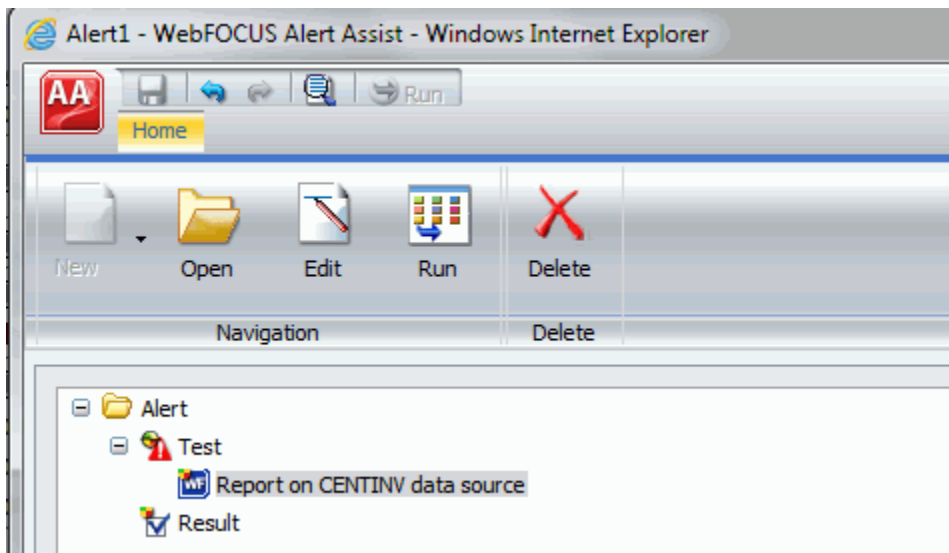 Alert1 - WebFOCUS Alert Assist - Windows Internet Explorer
AA
Run
Home
New Open Edit Run Delete
Navigation Delete
Alert
Test
WF Report on CENTINV data source
Result